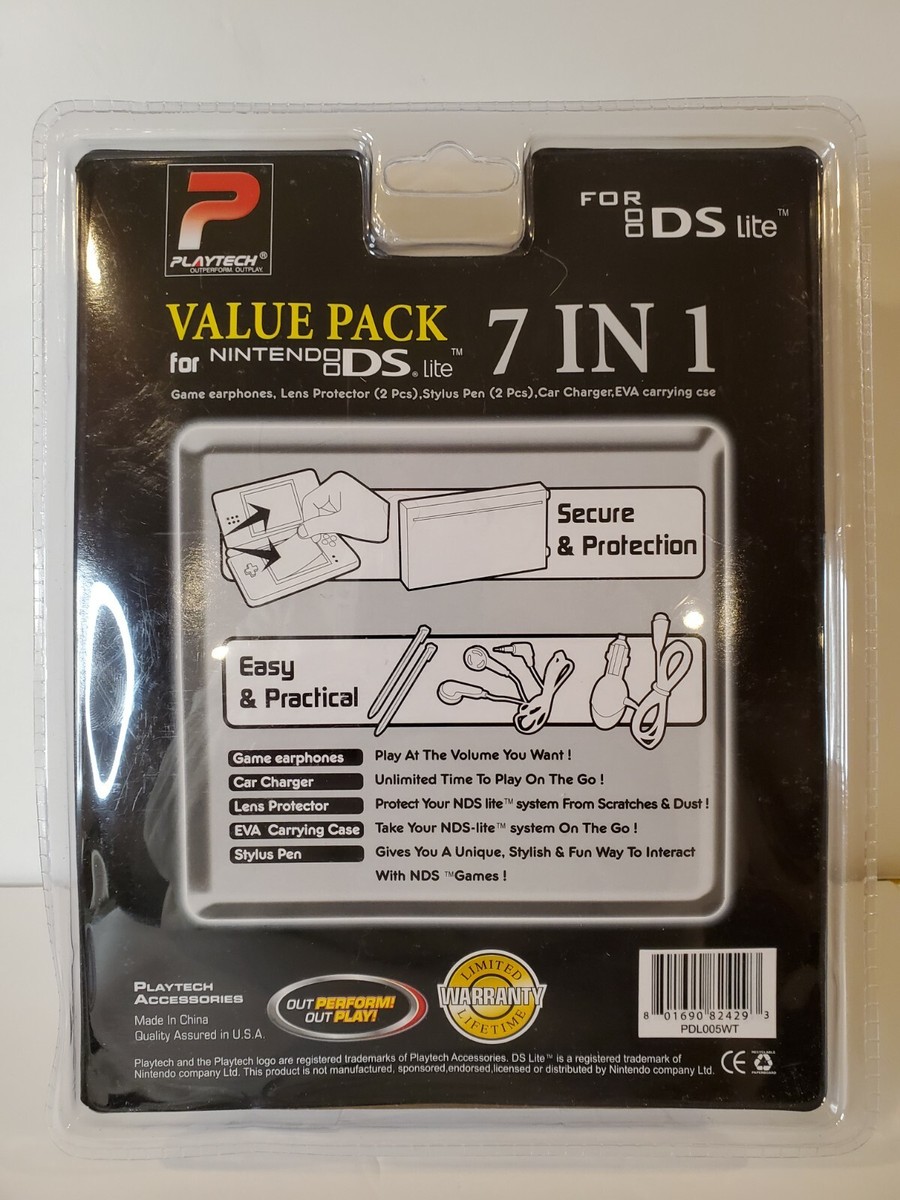 PLAYTECH®
OUTPERFORM. OUTPLAY.
FOR DS lite™
VALUE PACK 7 IN 1
for NINTENDO DS® lite™
Game earphones, Lens Protector (2 Pcs),Stylus Pen (2 Pcs),Car Charger,EVA carrying cse
Secure
& Protection
Easy
& Practical
Game earphones Play At The Volume You Want !
Car Charger Unlimited Time To Play On The Go !
Lens Protector Protect Your NDS lite™ system From Scratches & Dust !
EVA Carrying Case Take Your NDS-lite™ system On The Go !
Stylus Pen Gives You A Unique, Stylish & Fun Way To Interact
With NDS ™Games !
PLAYTECH
ACCESSORIES
Made In China
Quality Assured in U.S.A.
OUT PERFORM!
OUT PLAY!
LIMITED
WARRANTY
LIFETIME
8 01690 82429 3
PDL005WT
Playtech and the Playtech logo are registered trademarks of Playtech Accessories. DS Lite™ is a registered trademark of
Nintendo company Ltd. This product is not manufactured, sponsored,endorsed,licensed or distributed by Nintendo company Ltd.
CE
RECYCLABLE
PAPERBOARD